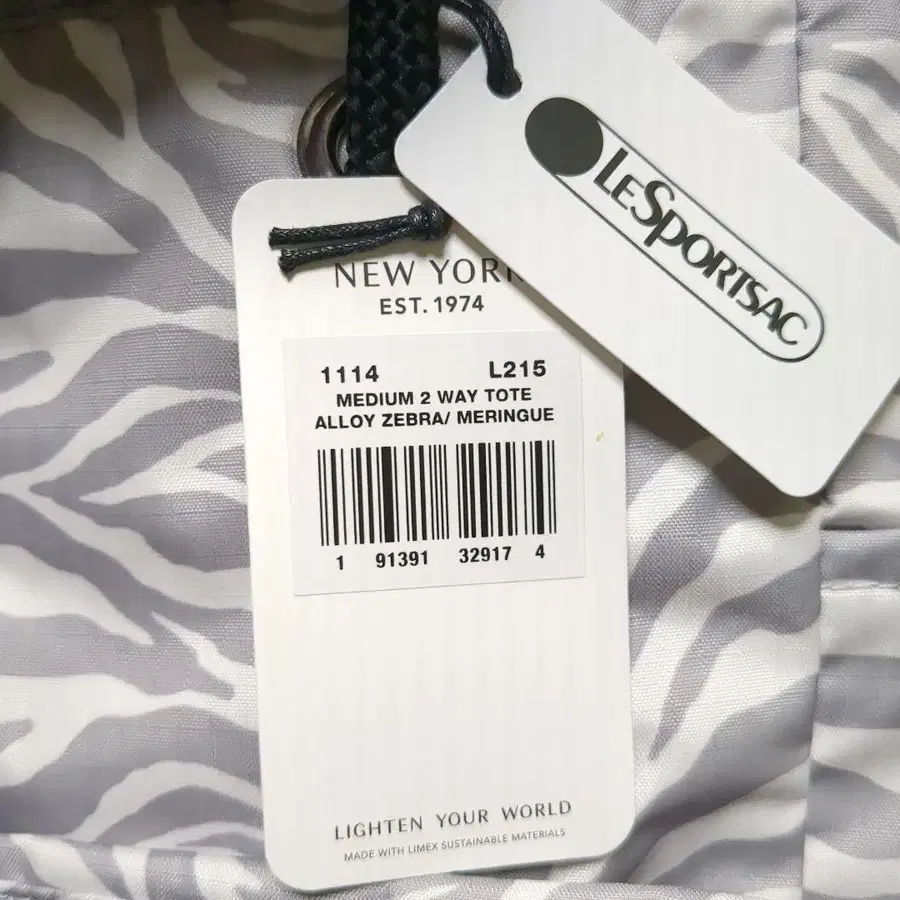 LESPORTSAC
NEW YORK
EST. 1974
1114 L215
MEDIUM 2 WAY TOTE
ALLOY ZEBRA/ MERINGUE
1 91391 32917 4
LIGHTEN YOUR WORLD
MADE WITH LIMEX SUSTAINABLE MATERIALS